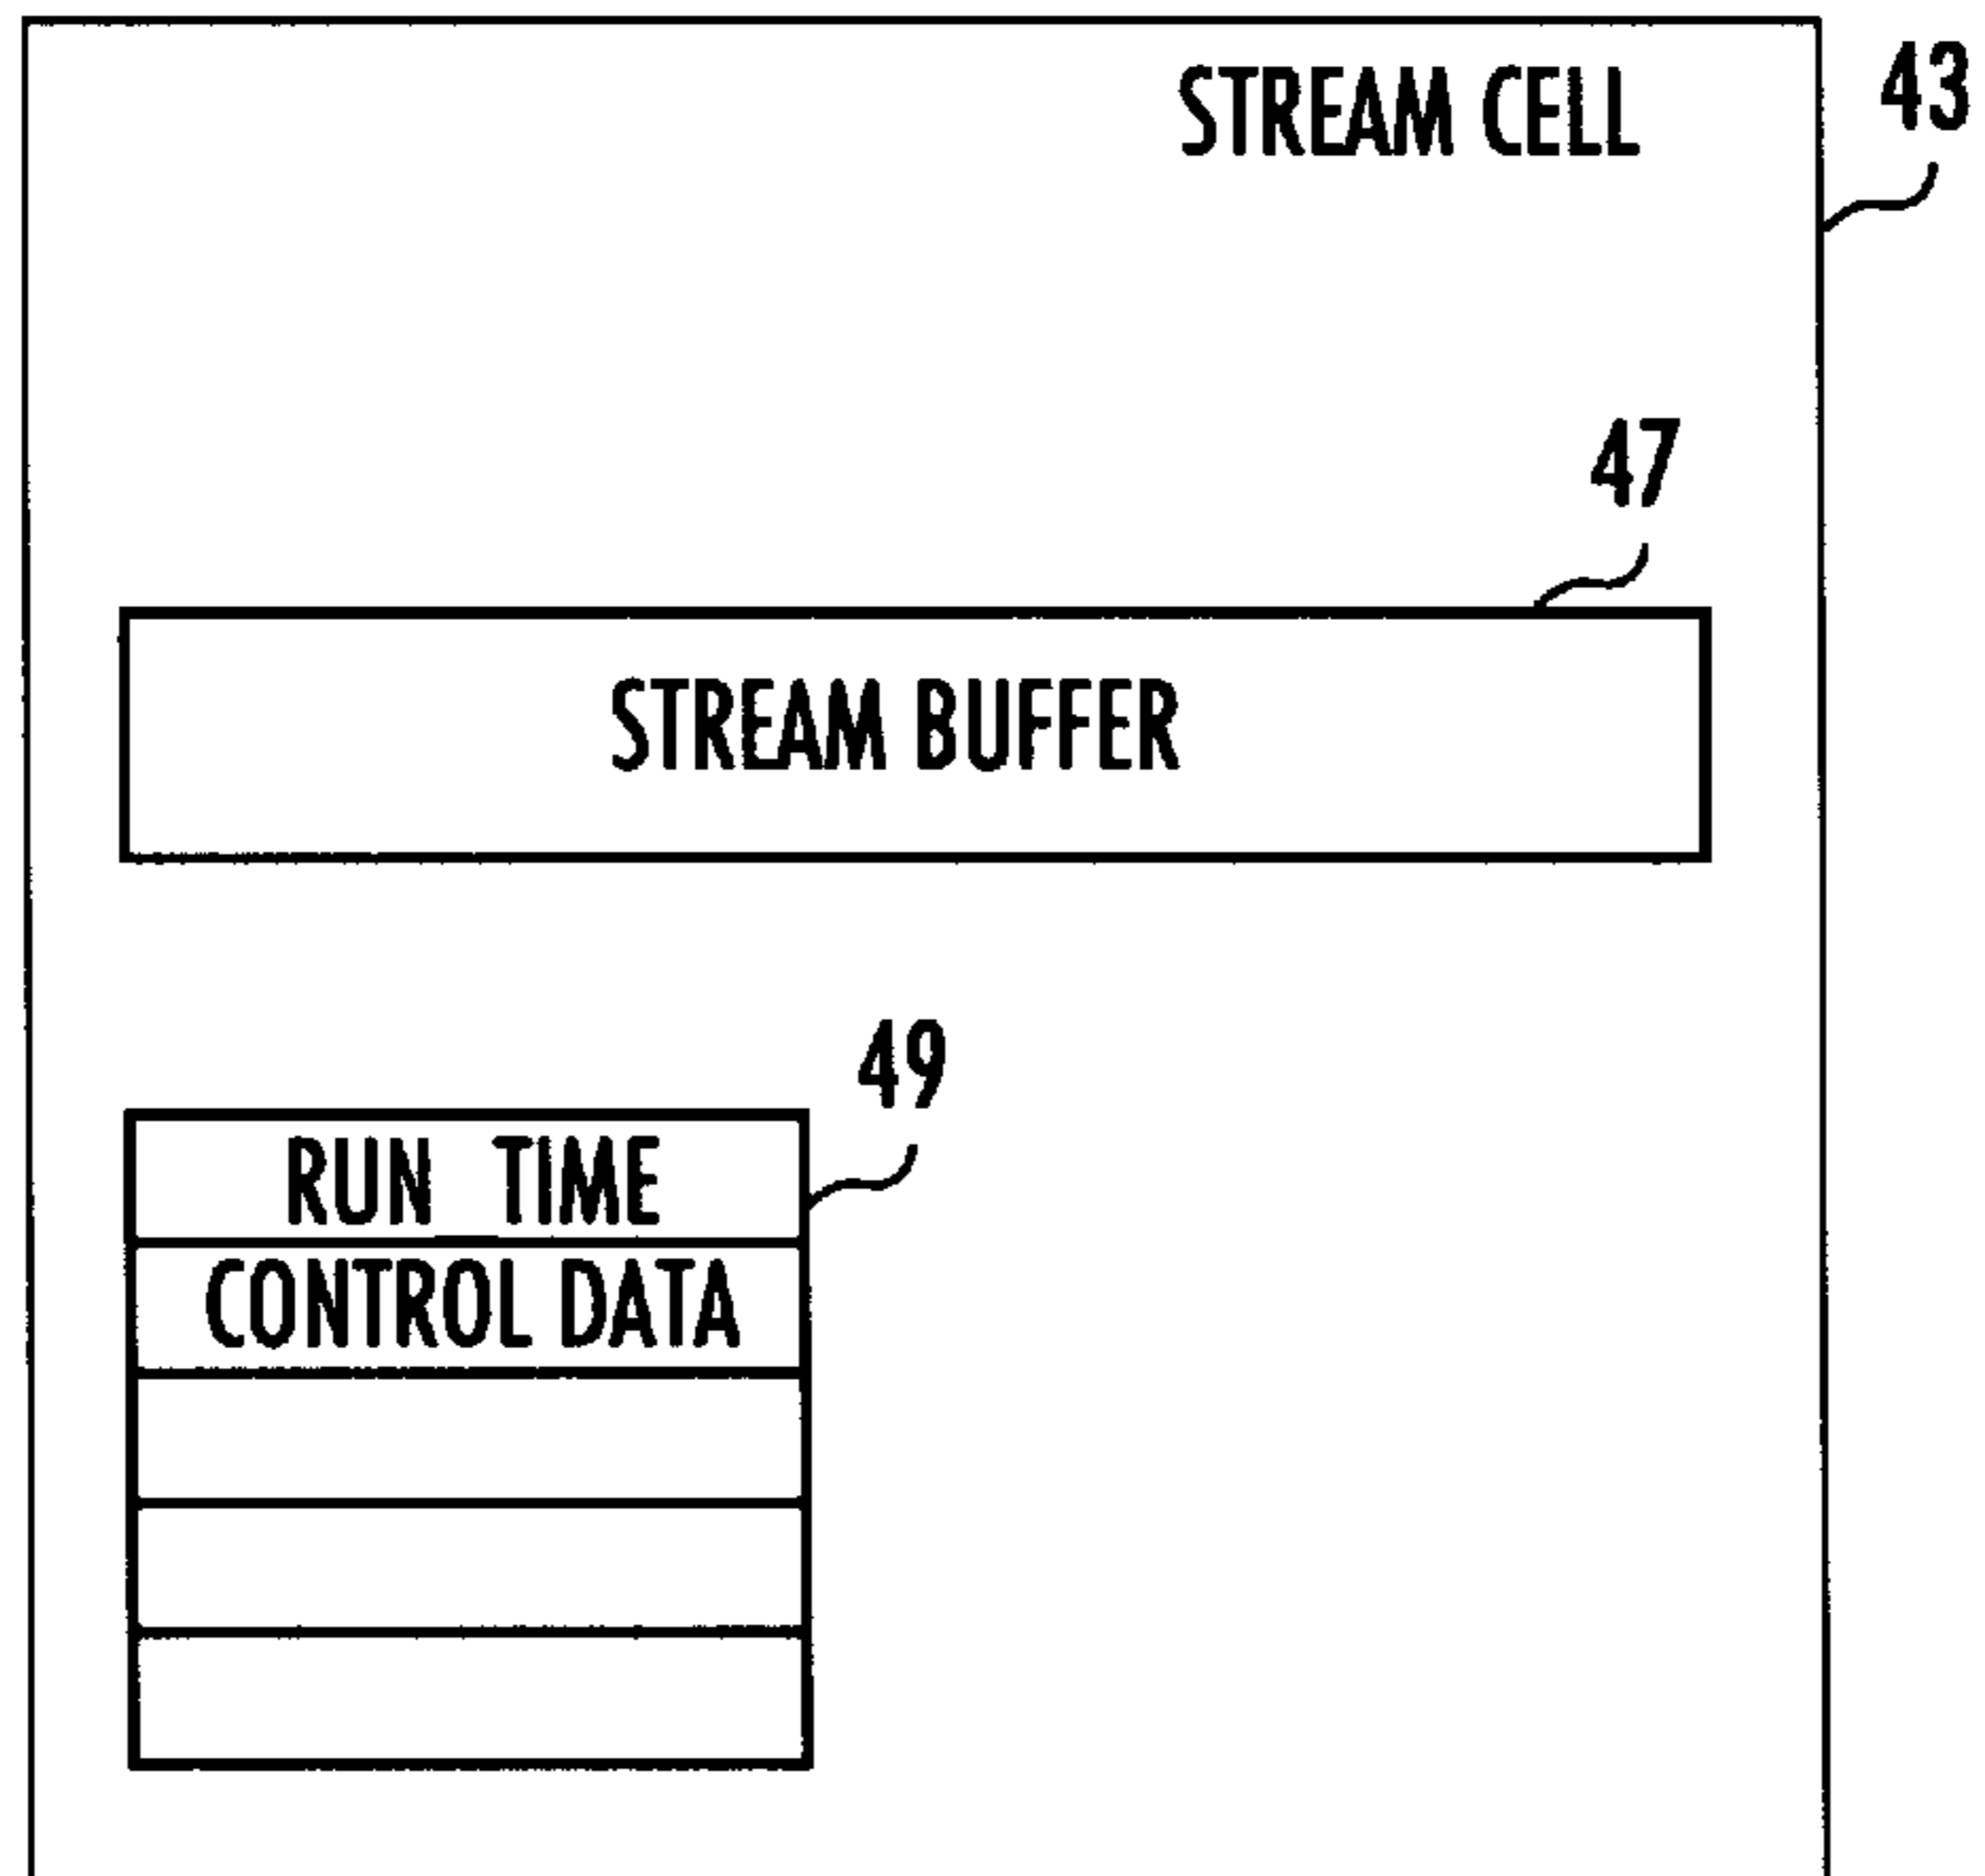 STREAM CELL
43
47
STREAM BUFFER
49
RUN_TIME
CONTROL DATA